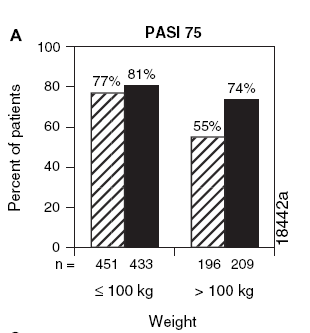 A
PASI 75
Percent of patients
100
80
60
40
20
0
77% 81%
55% 74%
n = 451 433 196 209
≤ 100 kg > 100 kg
Weight
18442a